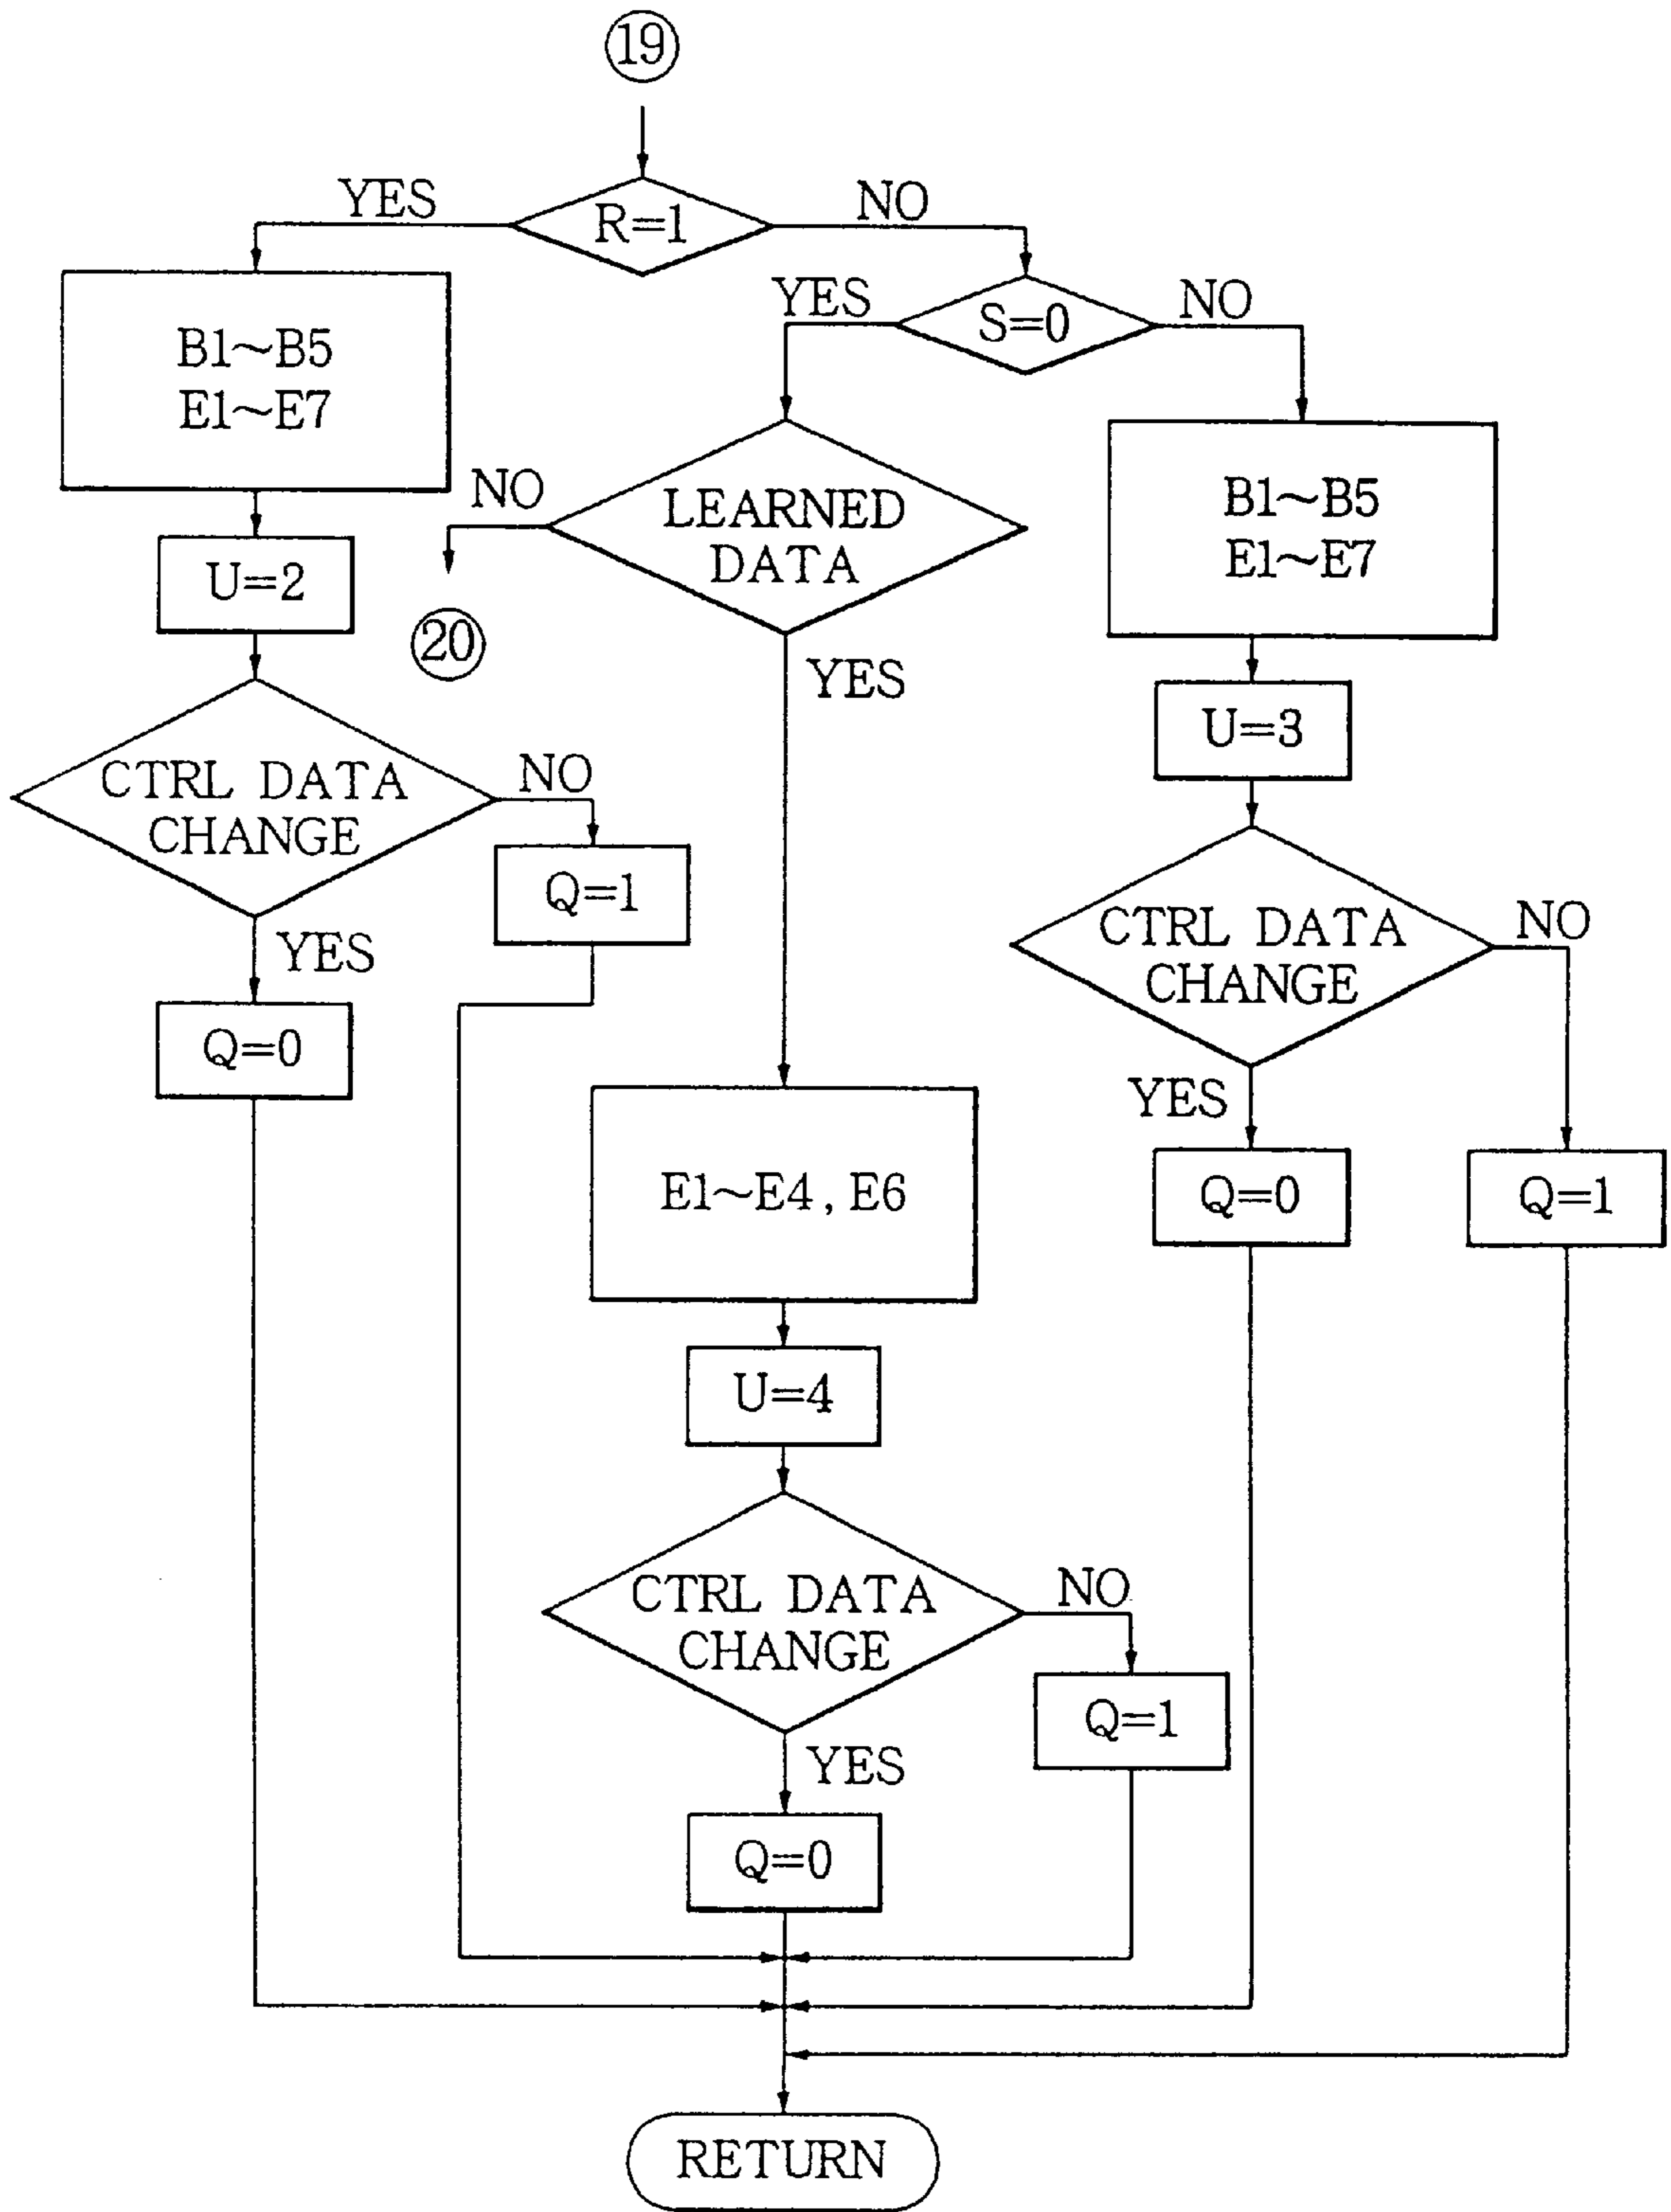 19
YES
R=1
NO
B1~B5
E1~E7
YES
S=0
NO
NO
LEARNED
DATA
B1~B5
E1~E7
U=2
20
YES
U=3
CTRL DATA
CHANGE
NO
Q=1
YES
Q=0
CTRL DATA
CHANGE
NO
YES
Q=0
Q=1
E1~E4, E6
U=4
CTRL DATA
CHANGE
NO
Q=1
YES
Q=0
RETURN